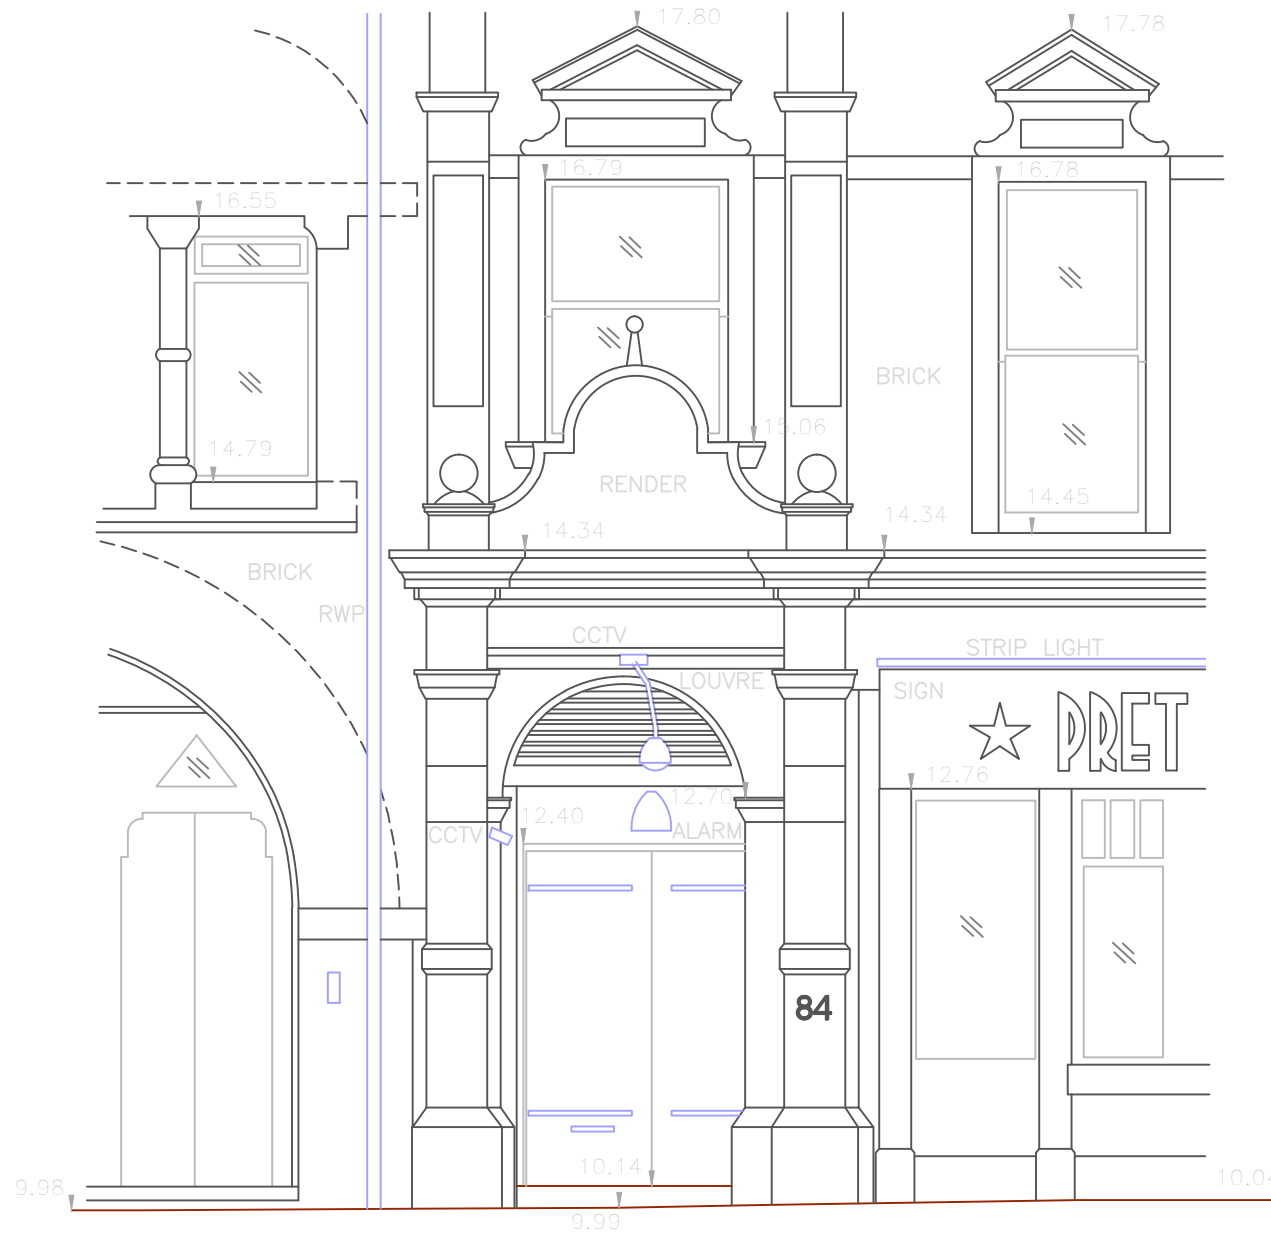 17.80
17.78
16.79
16.78
16.55
BRICK
15.06
14.79
RENDER
14.45
14.34
14.34
BRICK
RWP
CCTV
STRIP LIGHT
LOUVRE
SIGN
PRET
12.76
12.70
12.40
CCTV
ALARM
84
10.14
9.98
10.04
9.99